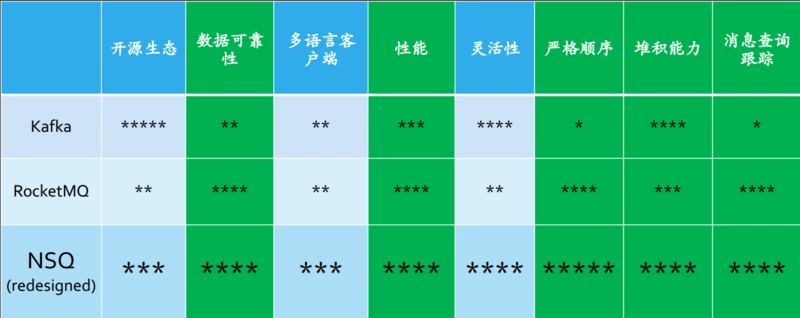 开源生态 数据可靠性 多语言客户端 性能 灵活性 严格顺序 堆积能力 消息查询跟踪
Kafka ***** ** ** *** **** * **** *
RocketMQ ** **** ** **** ** **** *** ****
NSQ (redesigned) *** **** *** **** **** ***** **** ****